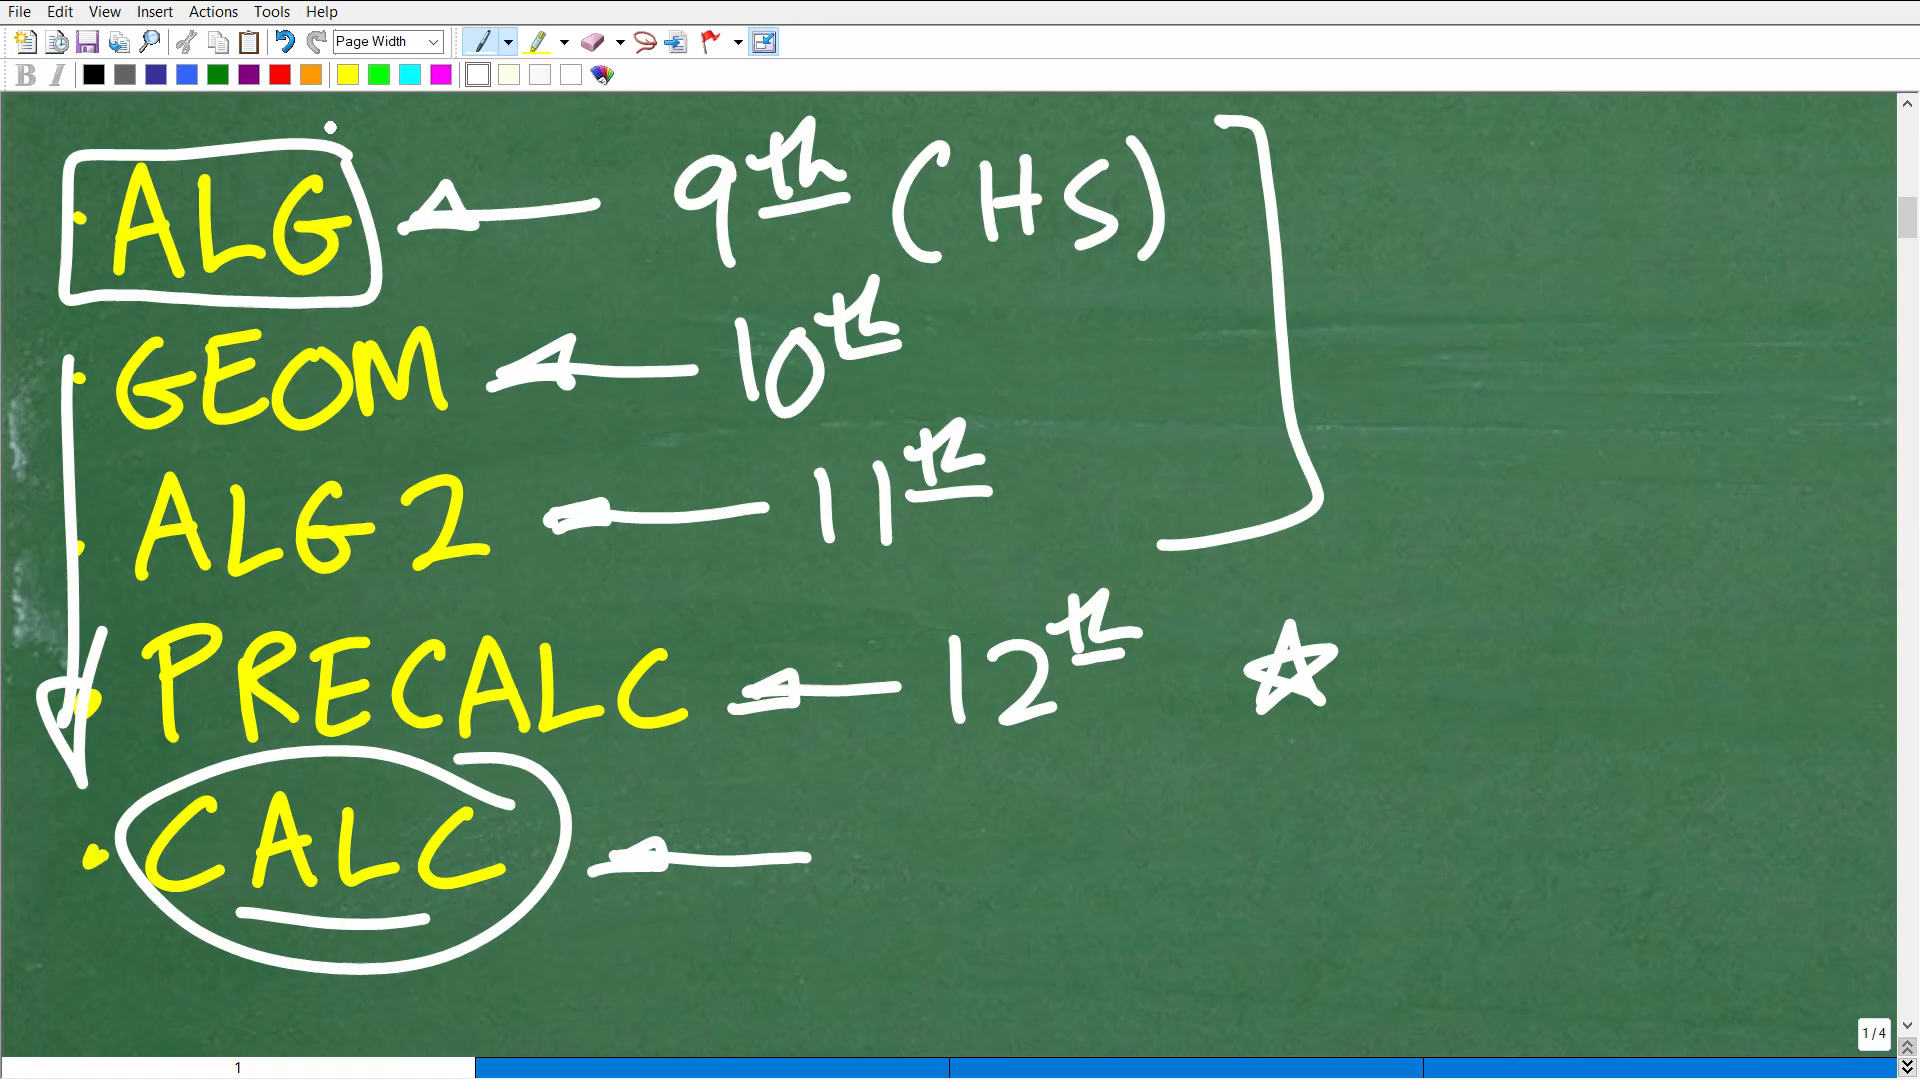 File Edit View Insert Actions Tools Help
Page Width
B I
ALG 9th (HS)
GEOM 10th
ALG 2 11th
PRECALC 12th
CALC
1 / 4
1